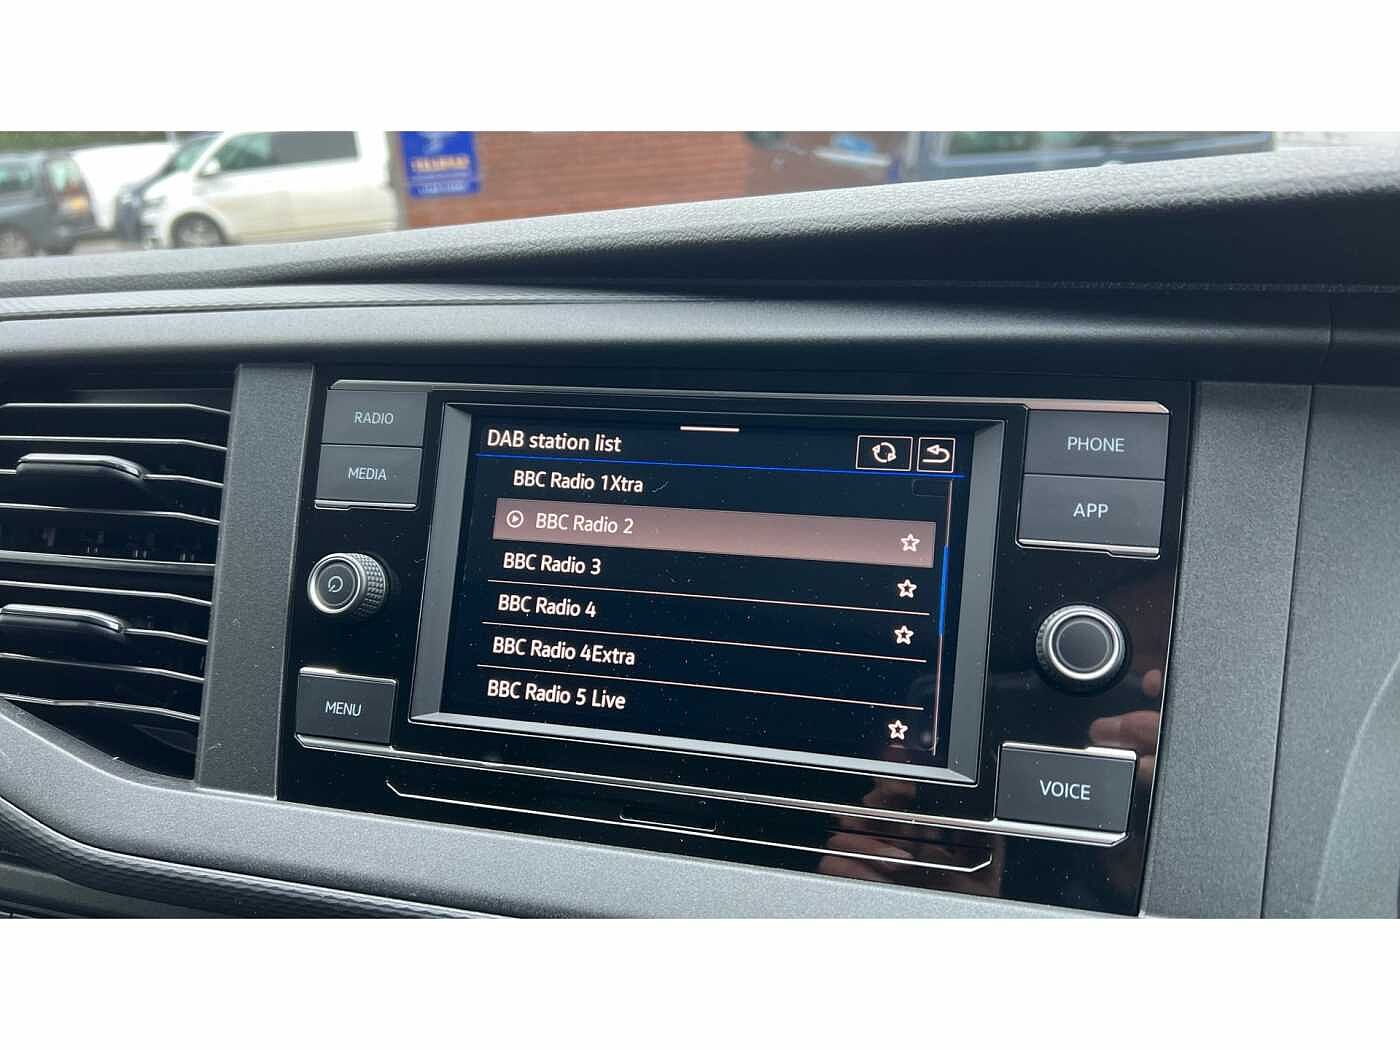 RADIO
MEDIA
MENU
DAB station list
BBC Radio 1Xtra
BBC Radio 2
BBC Radio 3
BBC Radio 4
BBC Radio 4Extra
BBC Radio 5 Live
PHONE
APP
VOICE